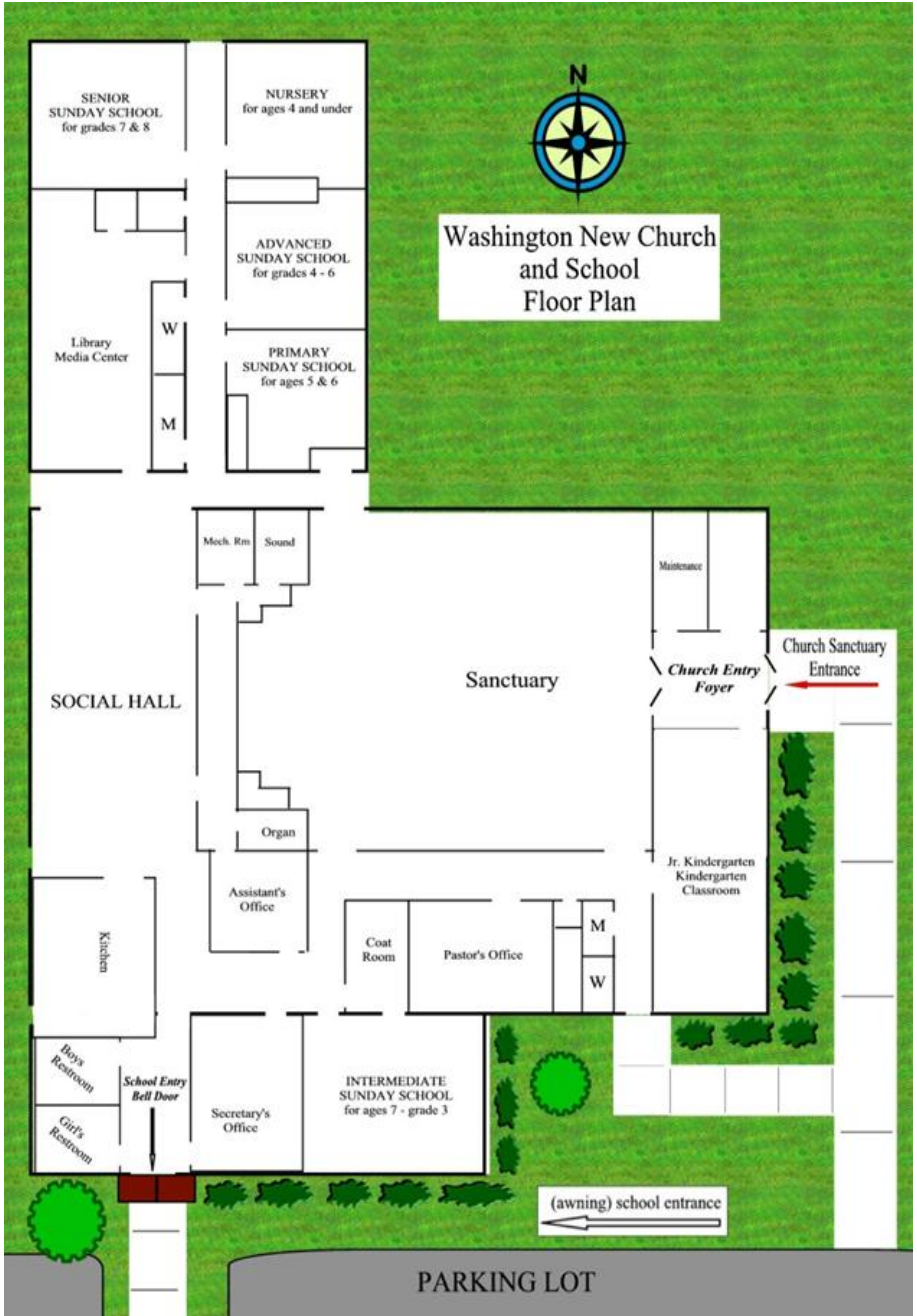 SENIOR
SUNDAY SCHOOL
for grades 7 & 8
NURSERY
for ages 4 and under
N
Washington New Church
and School
Floor Plan
ADVANCED
SUNDAY SCHOOL
for grades 4 - 6
Library
Media Center
W
M
PRIMARY
SUNDAY SCHOOL
for ages 5 & 6
Mech. Rm
Sound
Maintenance
SOCIAL HALL
Sanctuary
Church Entry
Foyer
Church Sanctuary
Entrance
Organ
Assistant's
Office
Jr. Kindergarten
Kindergarten
Classroom
Kitchen
Coat
Room
Pastor's Office
M
W
Boys
Restroom
Girl's
Restroom
School Entry
Bell Door
Secretary's
Office
INTERMEDIATE
SUNDAY SCHOOL
for ages 7 - grade 3
(awning) school entrance
PARKING LOT